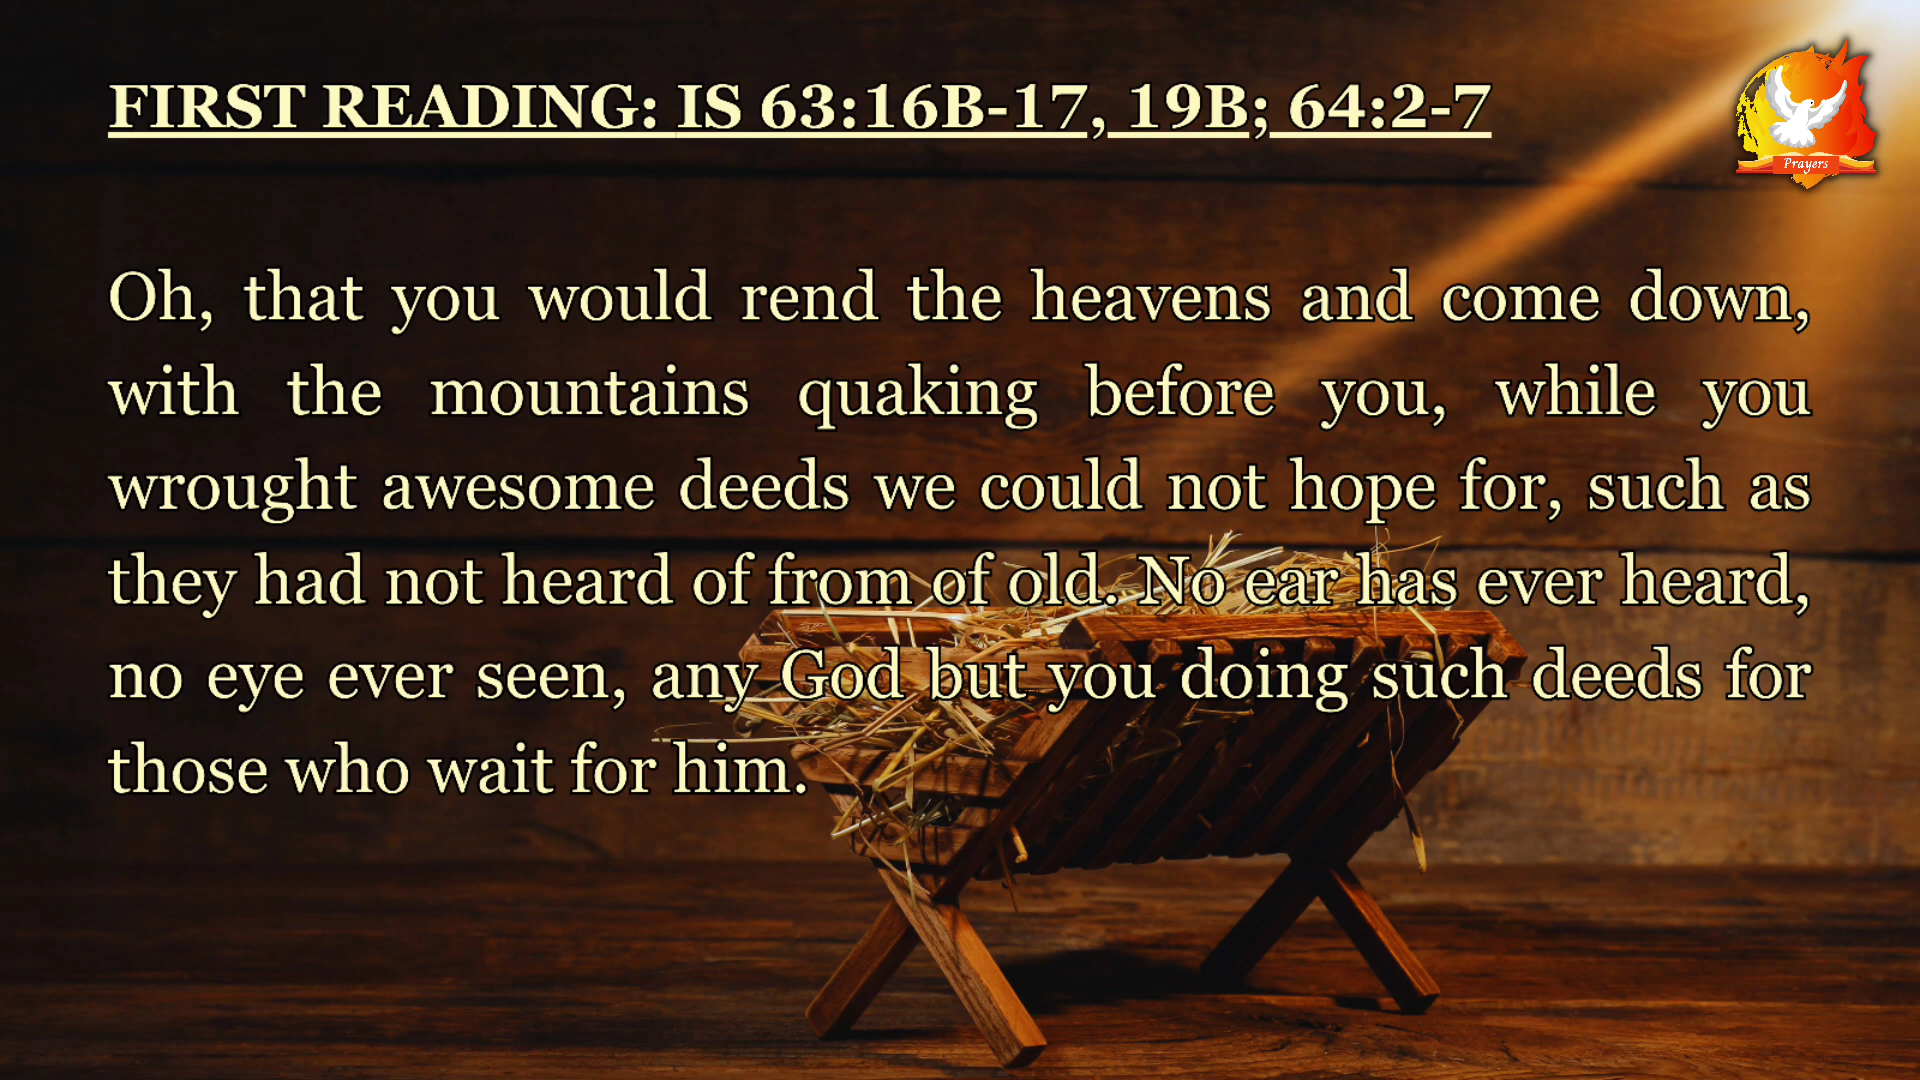 FIRST READING: IS 63:16B-17, 19B; 64:2-7
Prayers
Oh, that you would rend the heavens and come down,
with the mountains quaking before you, while you
wrought awesome deeds we could not hope for, such as
they had not heard of from of old. No ear has ever heard,
no eye ever seen, any God but you doing such deeds for
those who wait for him.